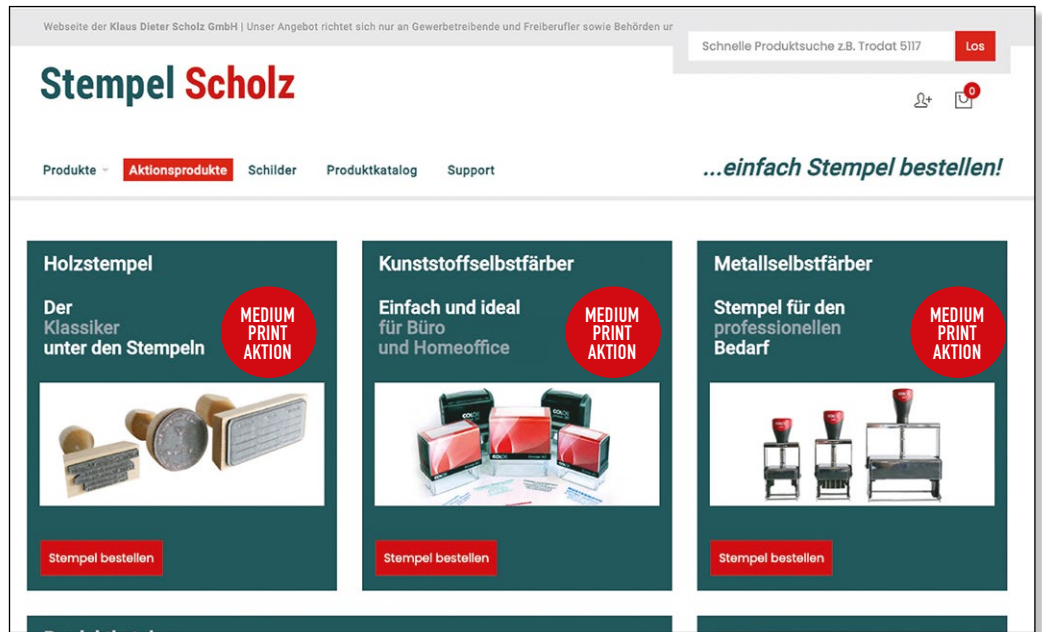 Webseite der Klaus Dieter Scholz GmbH | Unser Angebot richtet sich nur an Gewerbetreibende und Freiberufler sowie Behörden ur
Schnelle Produktsuche z.B. Trodat 5117
Los
Stempel Scholz
0
Produkte
Aktionsprodukte
Schilder
Produktkatalog
Support
...einfach Stempel bestellen!
Holzstempel
Der
Klassiker
unter den Stempeln
MEDIUM
PRINT
AKTION
Stempel bestellen
Kunststoffselbstfärber
Einfach und ideal
für Büro
und Homeoffice
MEDIUM
PRINT
AKTION
COLOP
Stempel bestellen
Metallselbstfärber
Stempel für den
professionellen
Bedarf
MEDIUM
PRINT
AKTION
Stempel bestellen